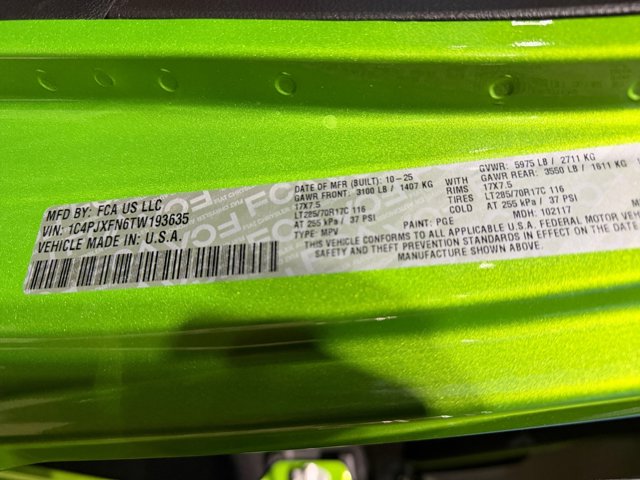 MFD BY: FCA US LLC
VIN: 1C4PJXFN6TW193635
VEHICLE MADE IN: U.S.A.
DATE OF MFR (BUILT): 10-25
GAWR FRONT: 3100 LB / 1407 KG
17X7.5
LT285/70R17C 116
AT 255 kPa / 37 PSI
TYPE: MPV
WITH
RIMS
TIRES
COLD
PAINT: PGE
GVWR: 5975 LB / 2711 KG
GAWR REAR: 3550 LB / 1611 KG
17X7.5
LT285/70R17C 116
AT 255 kPa / 37 PSI
MDH: 102117
THIS VEHICLE CONFORMS TO ALL APPLICABLE U.S.A. FEDERAL MOTOR
SAFETY AND THEFT PREVENTION STANDARDS IN EFFECT ON THE DATE
MANUFACTURE SHOWN ABOVE.